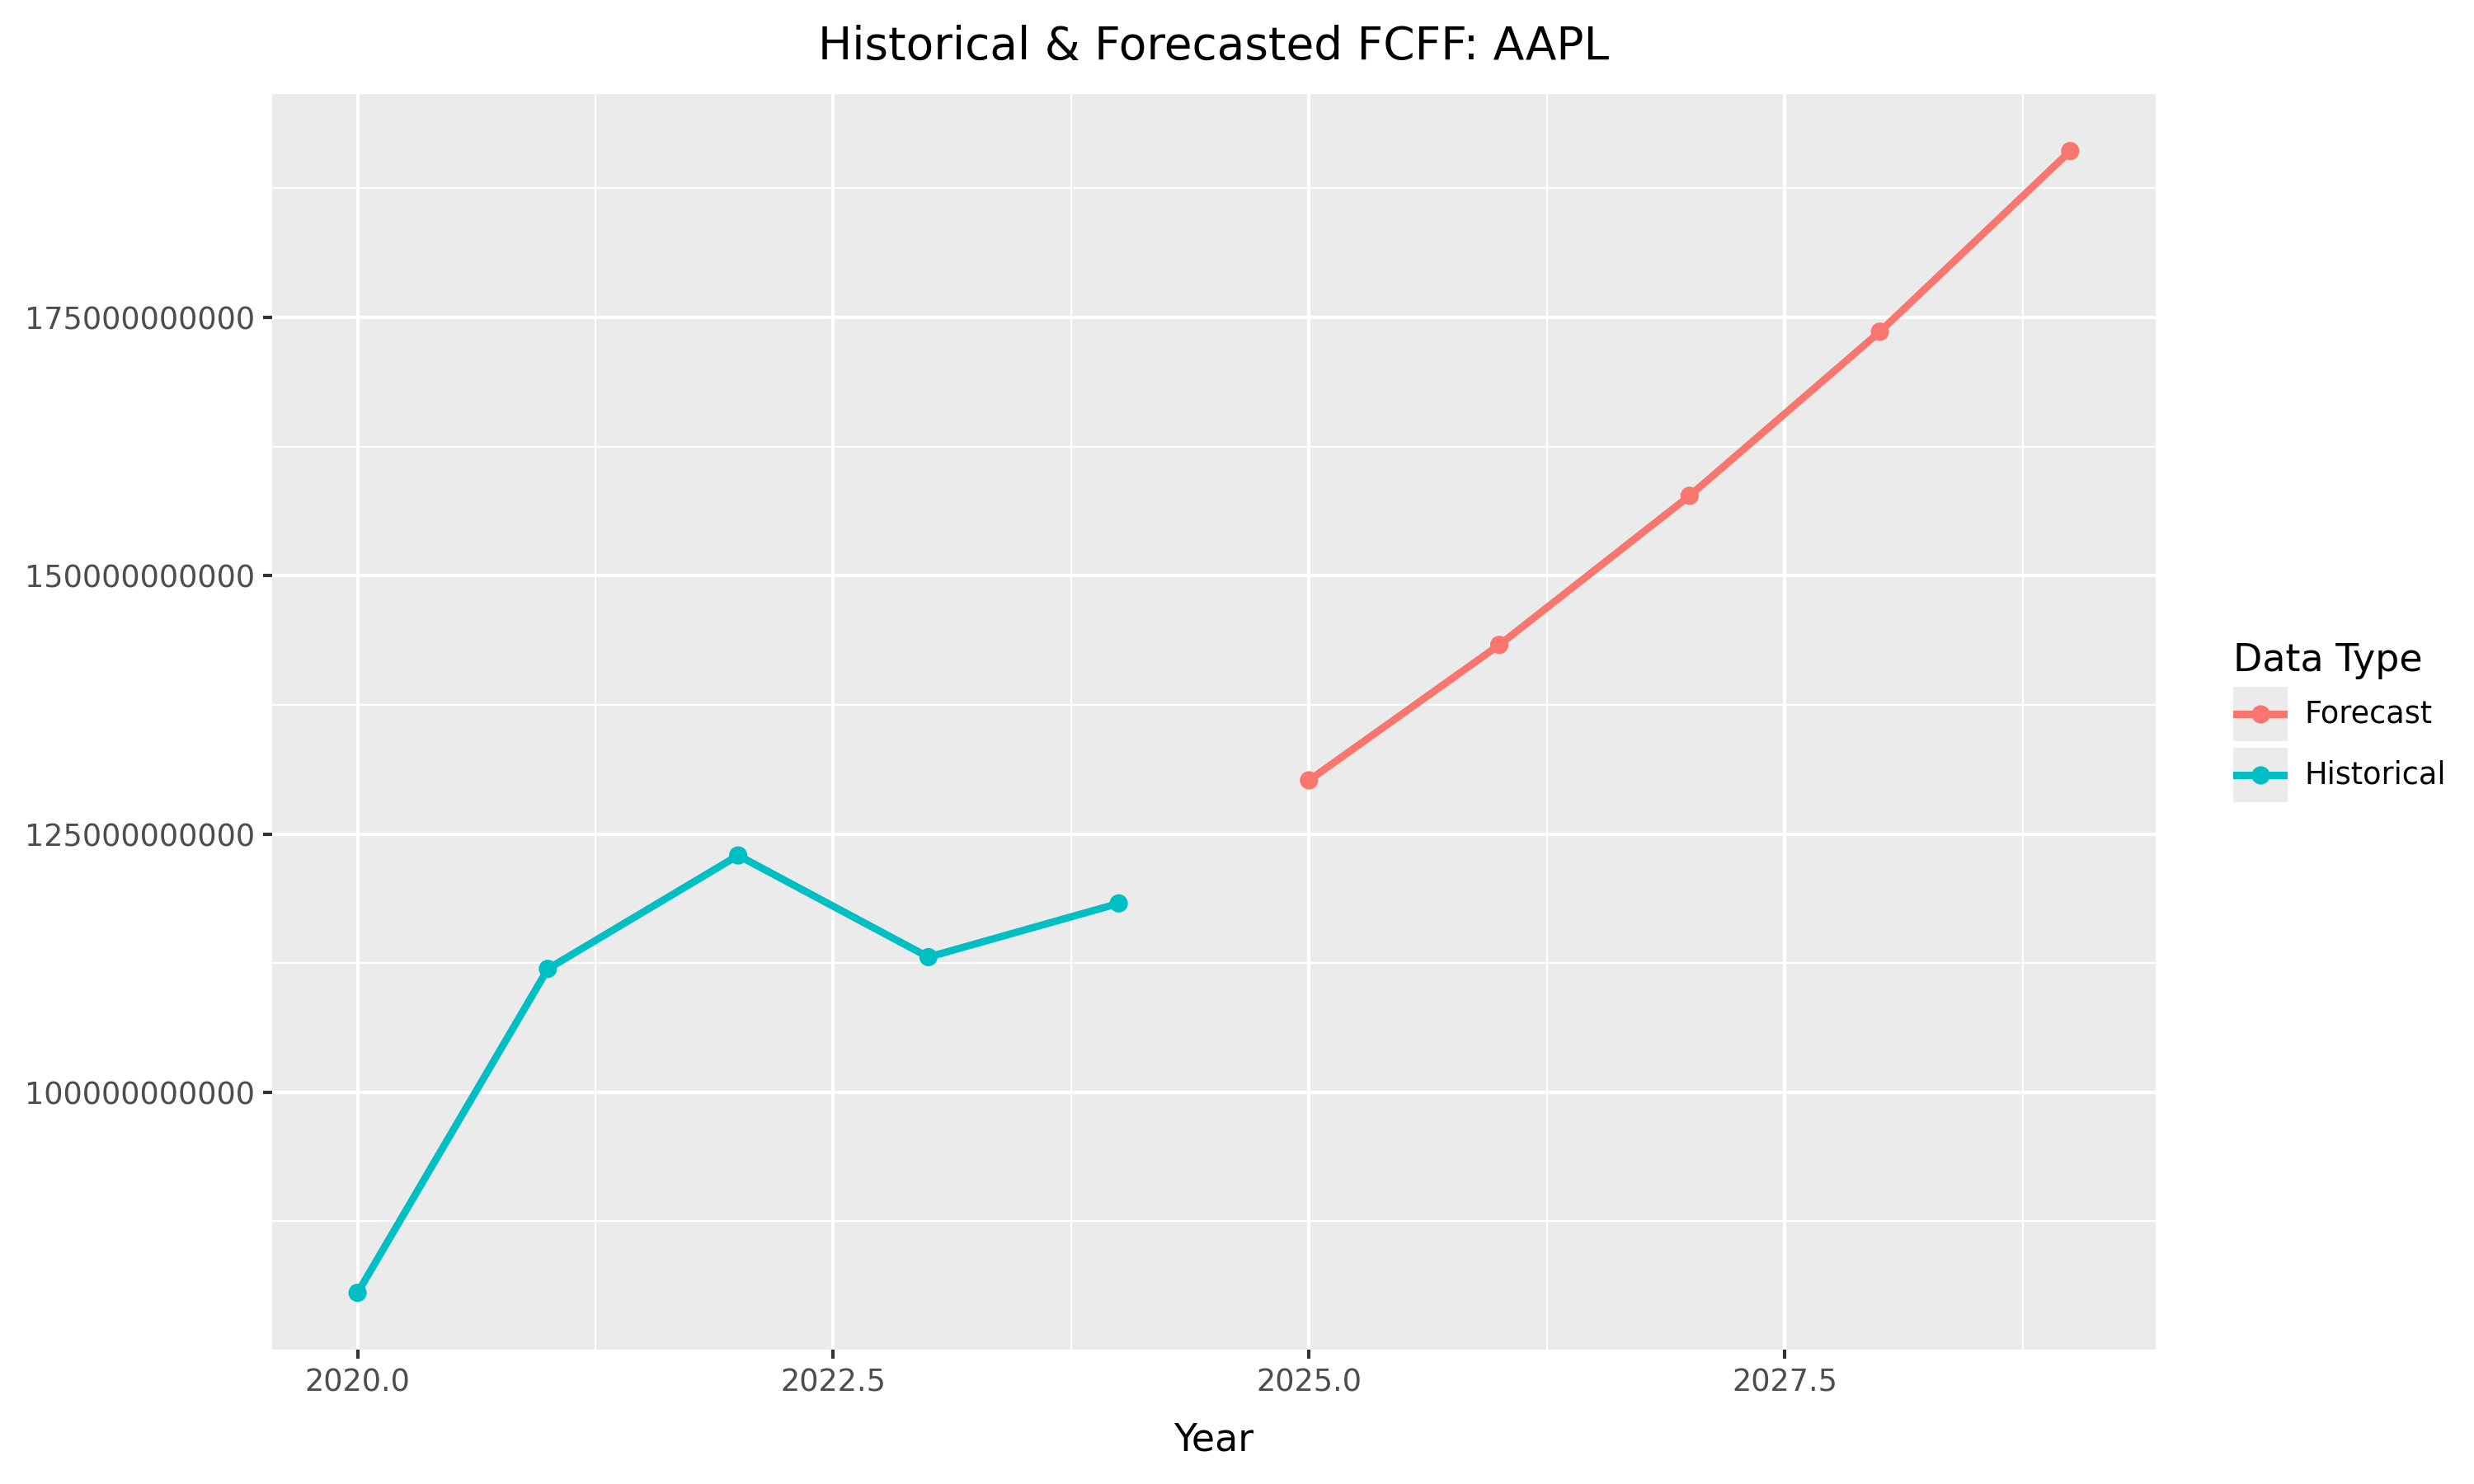 Historical & Forecasted FCFF: AAPL
175000000000
150000000000
125000000000
100000000000
2020.0
2022.5
2025.0
2027.5
Year
Data Type
Forecast
Historical